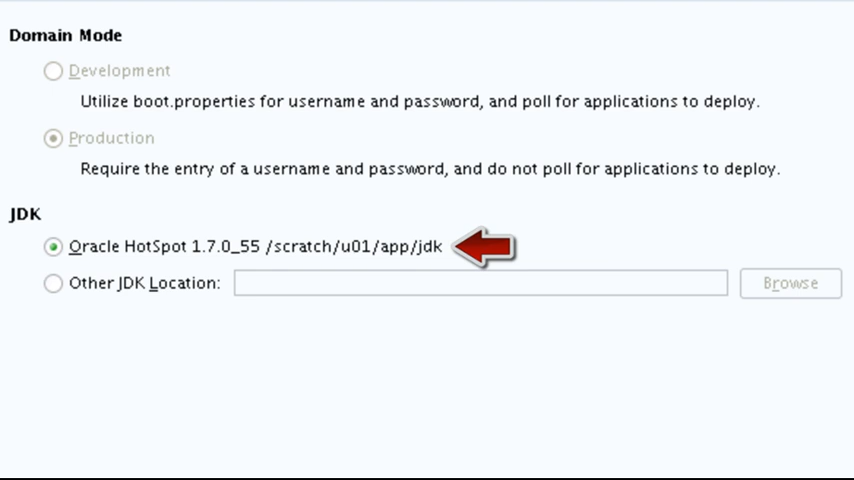 Domain Mode
Development
Utilize boot.properties for username and password, and poll for applications to deploy.
Production
Require the entry of a username and password, and do not poll for applications to deploy.
JDK
Oracle HotSpot 1.7.0_55 /scratch/u01/app/jdk
Other JDK Location: Browse